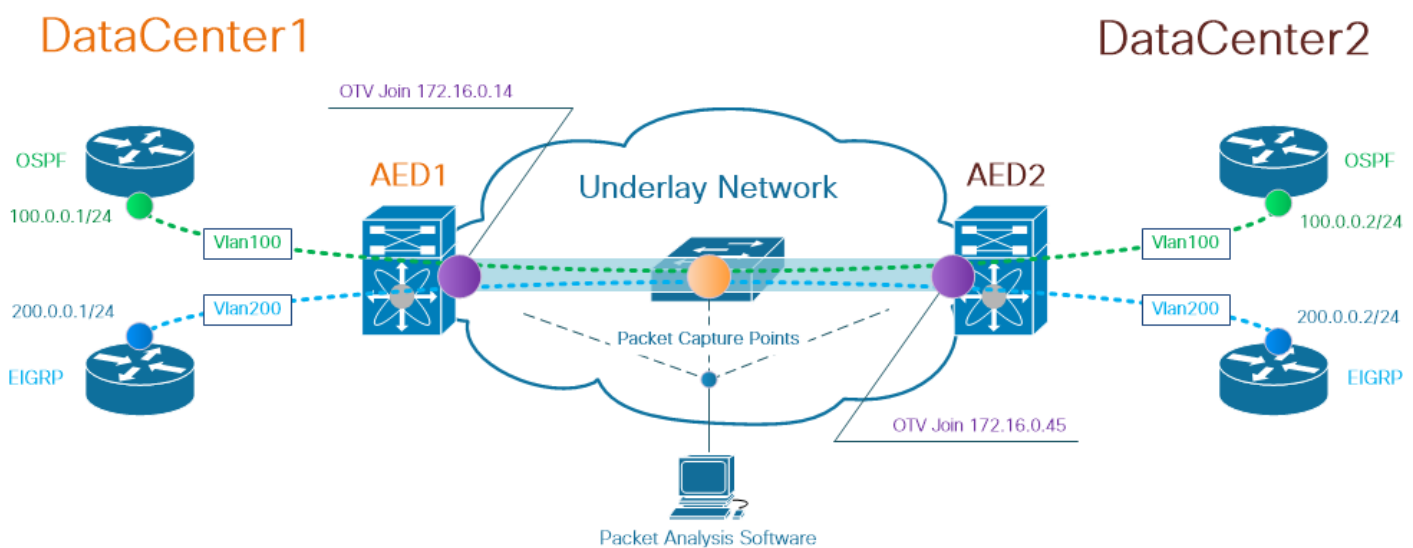 DataCenter1
DataCenter2
OTV Join 172.16.0.14
OSPF
AED1
Underlay Network
AED2
OSPF
100.0.0.1/24
100.0.0.2/24
Vlan100
Vlan100
200.0.0.1/24
Vlan200
Vlan200
200.0.0.2/24
Packet Capture Points
EIGRP
EIGRP
OTV Join 172.16.0.45
Packet Analysis Software